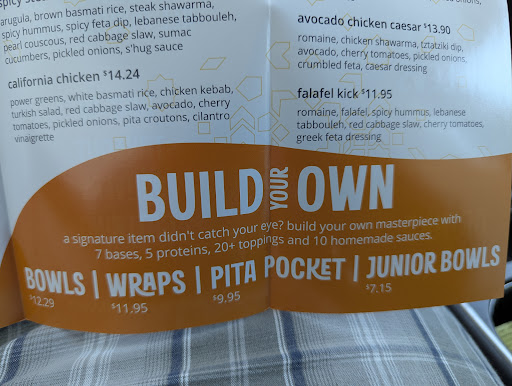 arugula, brown basmati rice, steak shawarma,
spicy hummus, spicy feta dip, lebanese tabbouleh,
pearl couscous, red cabbage slaw, sumac
cucumbers, pickled onions, s'hug sauce
california chicken $14.24
power greens, white basmati rice, chicken kebab,
turkish salad, red cabbage slaw, avocado, cherry
tomatoes, pickled onions, pita croutons, cilantro
vinaigrette
avocado chicken caesar $13.90
romaine, chicken shawarma, tztatziki dip,
avocado, cherry tomatoes, pickled onions,
crumbled feta, caesar dressing
falafel kick $11.95
romaine, falafel, spicy hummus, lebanese
tabbouleh, red cabbage slaw, cherry tomatoes,
greek feta dressing
BUILD YOUR OWN
a signature item didn't catch your eye? build your own masterpiece with
7 bases, 5 proteins, 20+ toppings and 10 homemade sauces.
BOWLS | WRAPS | PITA POCKET | JUNIOR BOWLS
$12.29 $11.95 $9.95 $7.15